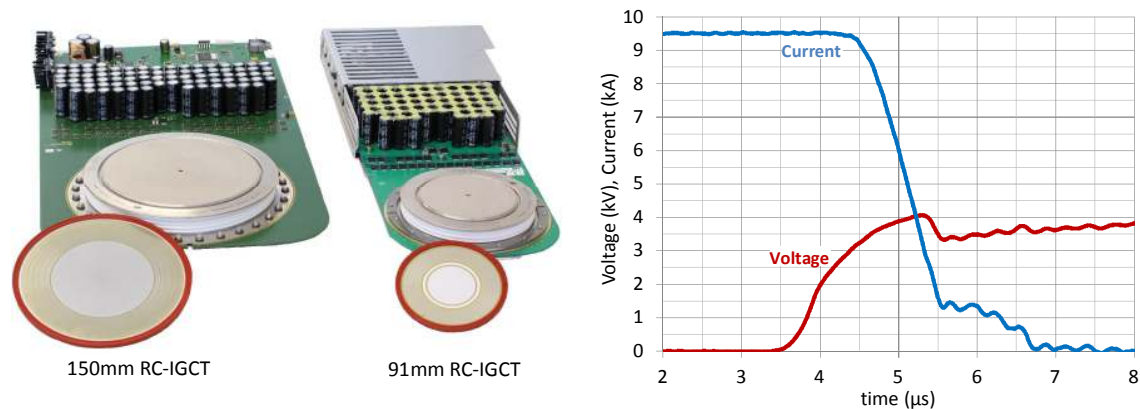 150mm RC-IGCT
91mm RC-IGCT
Voltage (kV), Current (kA)
10
9
8
7
6
5
4
3
2
1
0
Current
Voltage
2 3 4 5 6 7 8
time (μs)